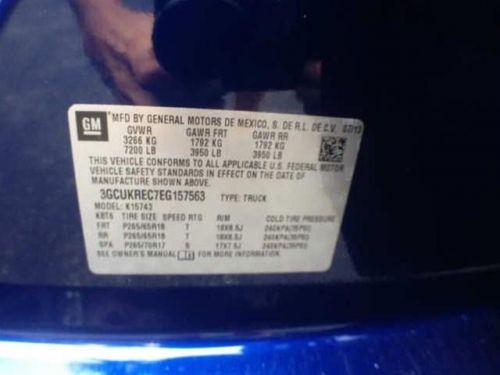 GM
MFD BY GENERAL MOTORS DE MEXICO, S. DE R.L. DE C.V. 07/13
GVWR GAWR FRT GAWR RR
3266 KG 1792 KG 1792 KG
7200 LB 3950 LB 3950 LB
THIS VEHICLE CONFORMS TO ALL APPLICABLE U.S. FEDERAL MOTOR
VEHICLE SAFETY STANDARDS IN EFFECT ON THE DATE OF
MANUFACTURE SHOWN ABOVE.
3GCUKREC7EG157563 TYPE: TRUCK
MODEL: K15743
TIRE SIZE SPEED RTG RIM COLD TIRE PRESSURE
FRT P265/65R18 T 18X8.5J 240KPA(35PSI)
RR P265/65R18 T 18X8.5J 240KPA(35PSI)
SPA P265/70R17 S 17X7.5J 240KPA(35PSI)
SEE OWNER'S MANUAL FOR MORE INFORMATION.